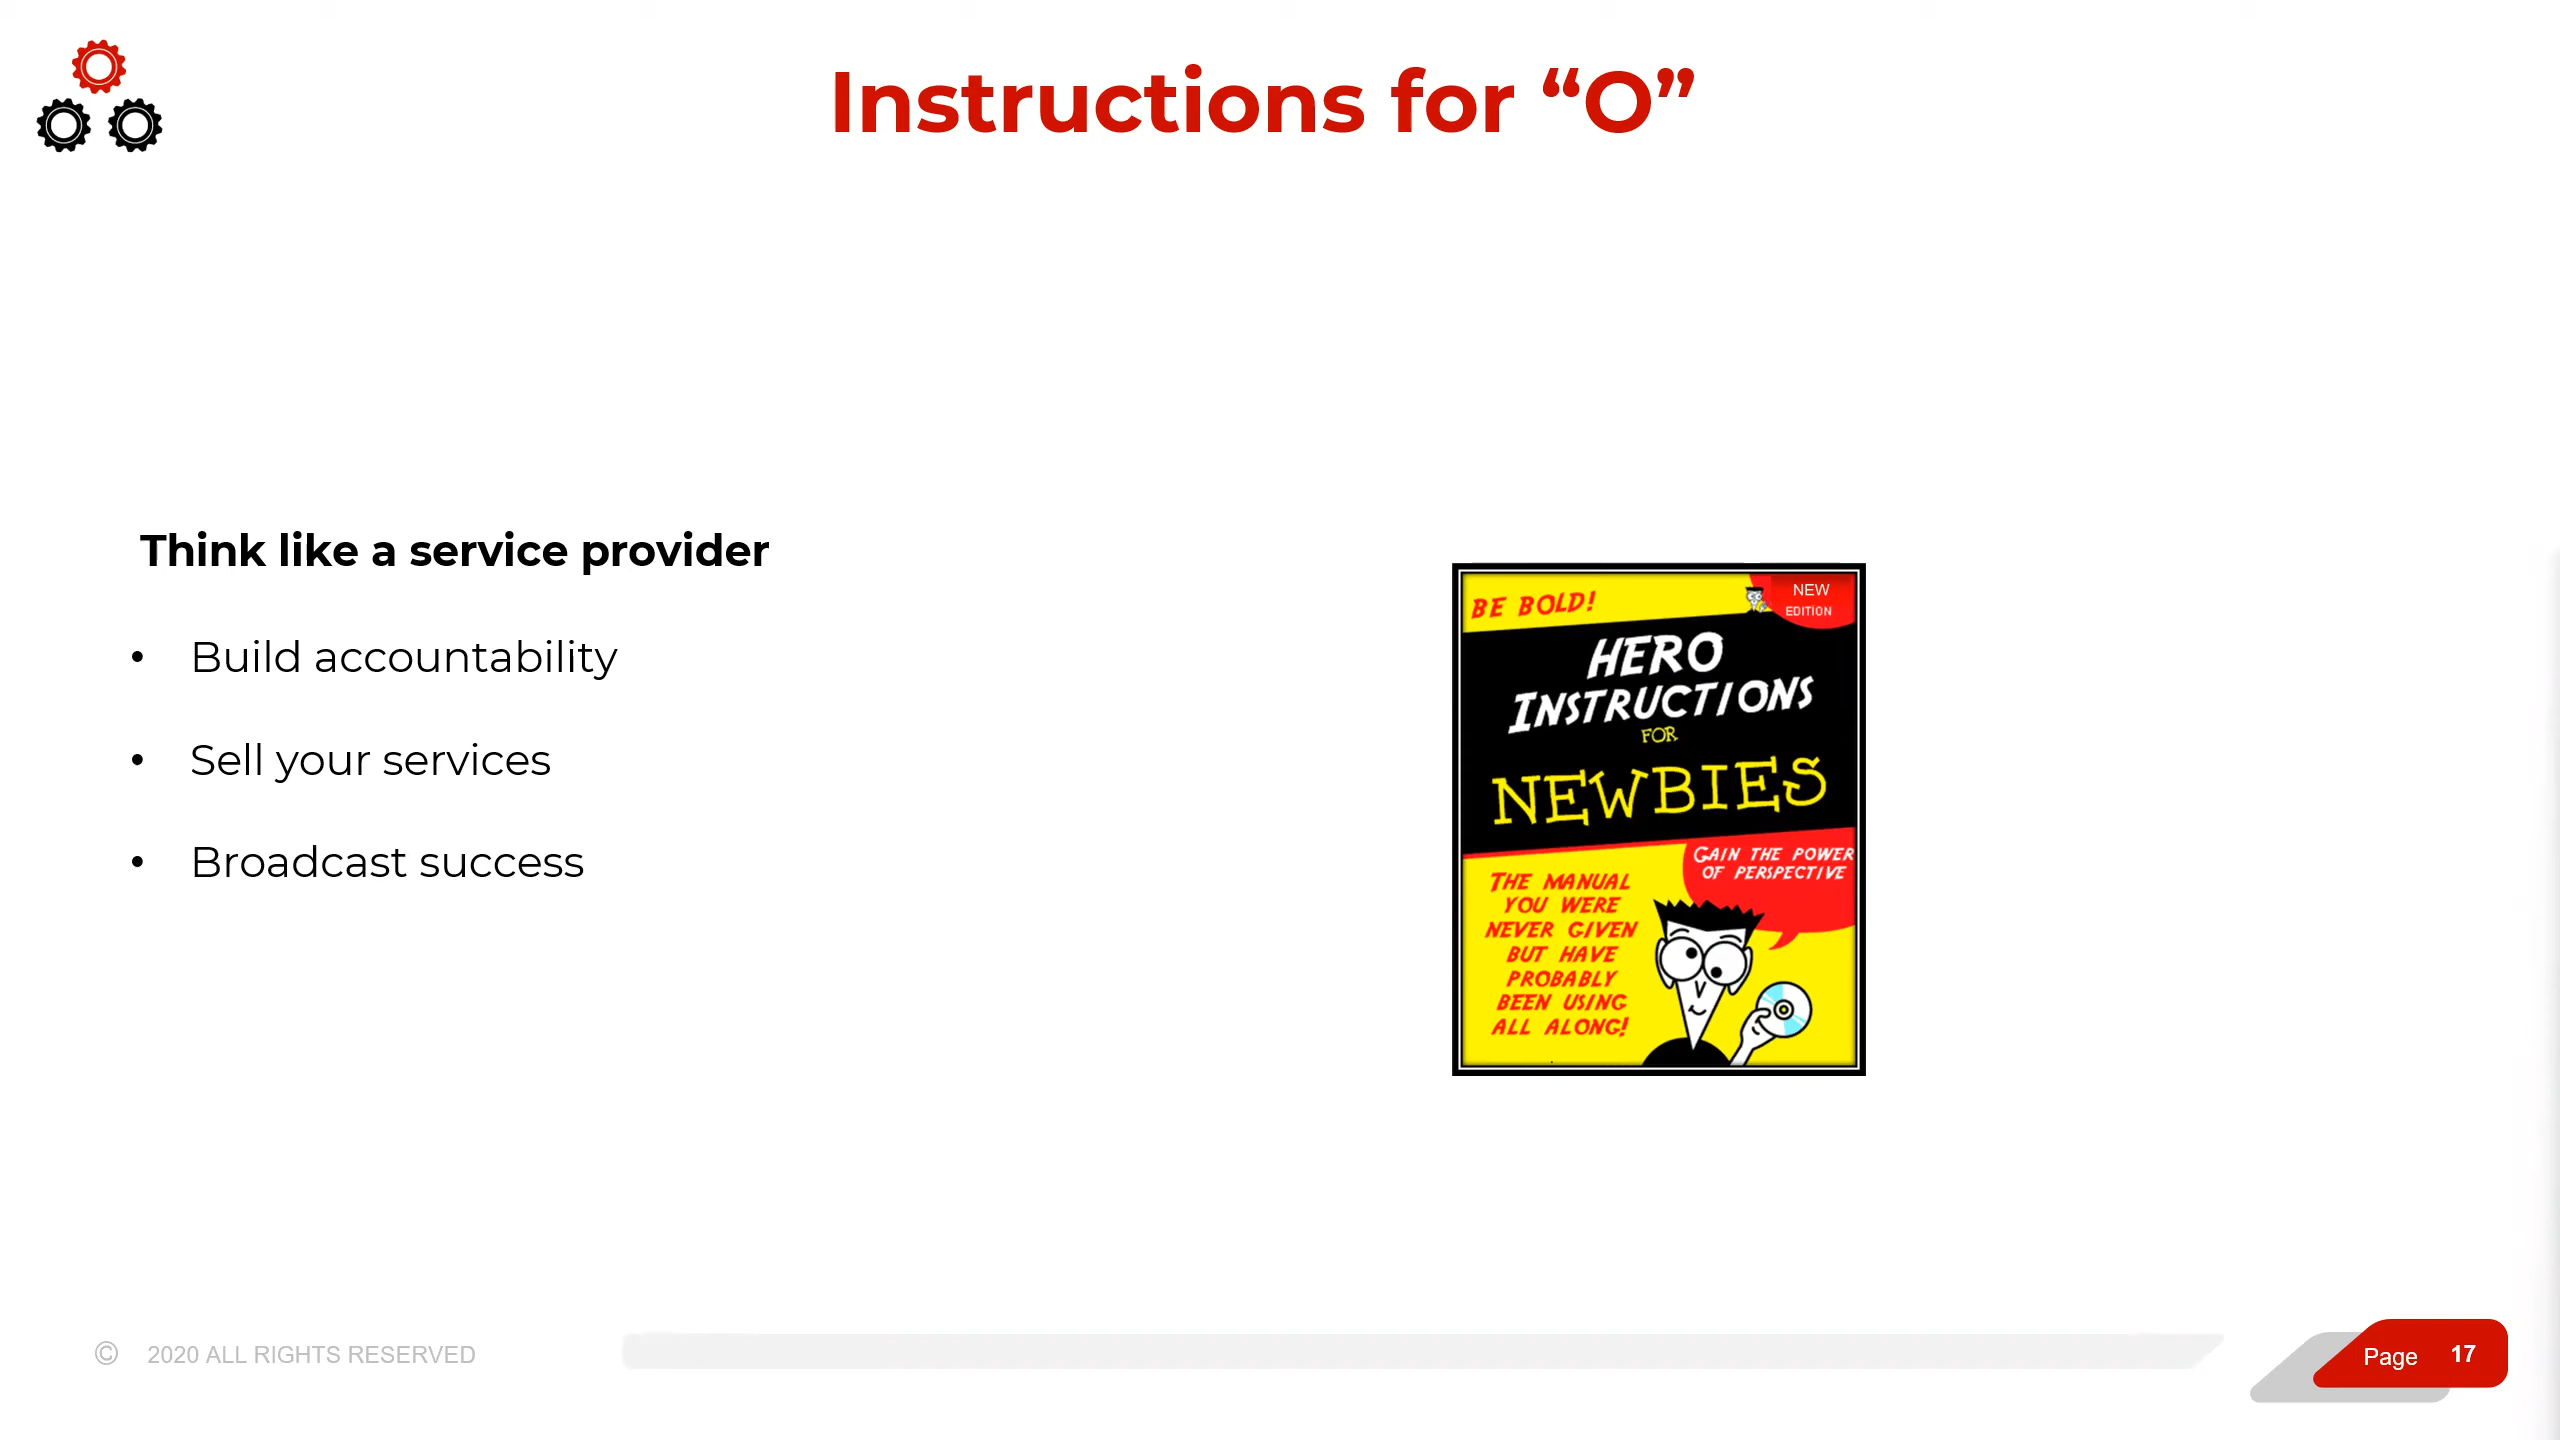 Instructions for “O”
Think like a service provider
• Build accountability
• Sell your services
• Broadcast success
BE BOLD!
NEW
EDITION
HERO
INSTRUCTIONS
FOR
NEWBIES
GAIN THE POWER
OF PERSPECTIVE
THE MANUAL
YOU WERE
NEVER GIVEN
BUT HAVE
PROBABLY
BEEN USING
ALL ALONG!
© 2020 ALL RIGHTS RESERVED
Page 17